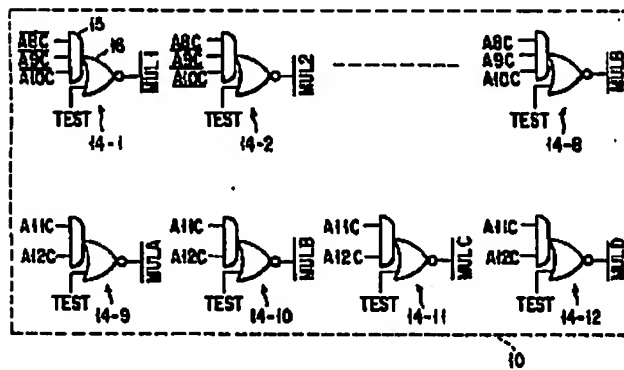 15
A8C
A9C
A10C
16
MUL1
TEST
14-1
A8C
A9C
A10C
MUL2
TEST
14-2
A8C
A9C
A10C
MUL8
TEST
14-8
A11C
A12C
MULA
TEST
14-9
A11C
A12C
MULB
TEST
14-10
A11C
A12C
MULC
TEST
14-11
A11C
A12C
MULD
TEST
14-12
10